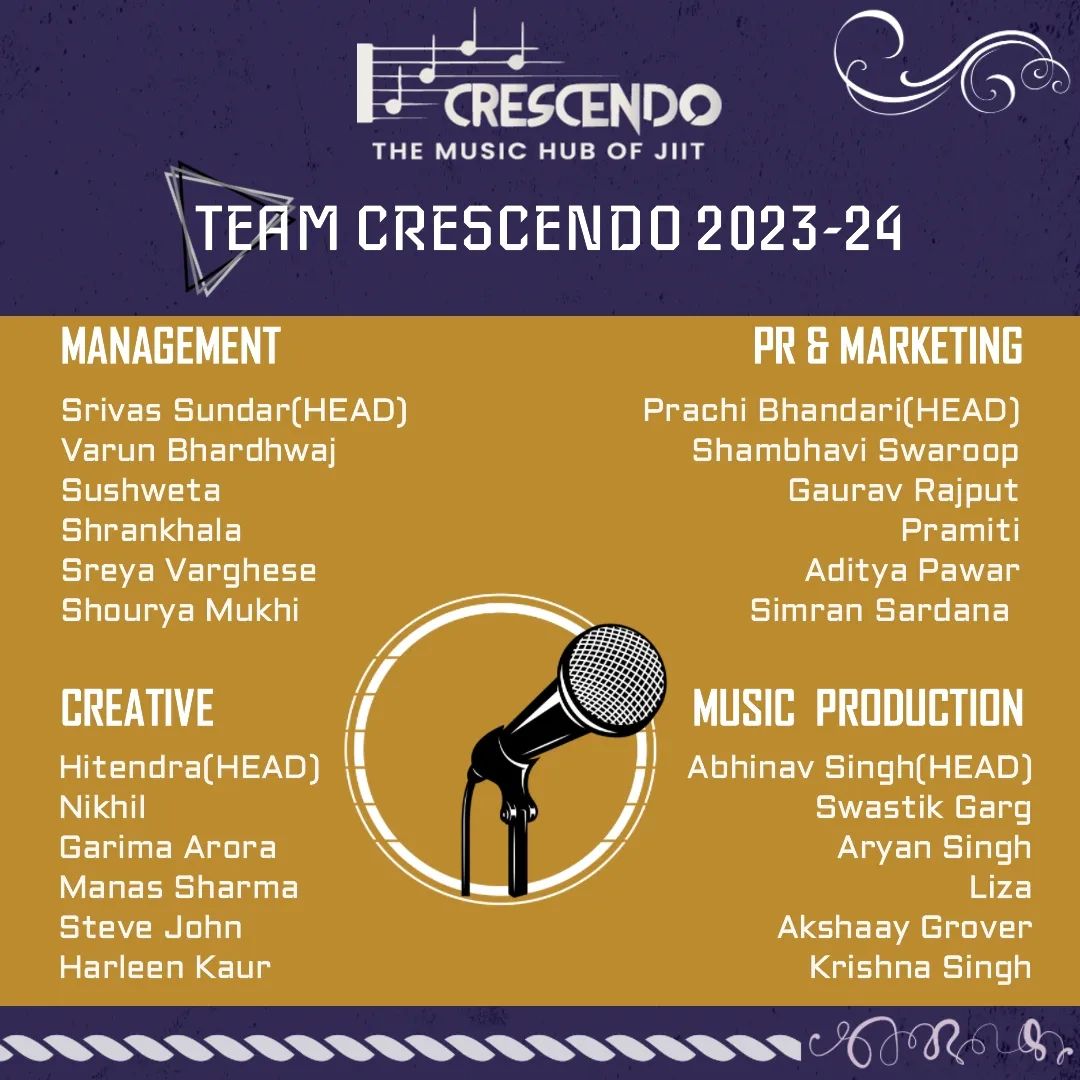 CRESCENDO
THE MUSIC HUB OF JIIT
TEAM CRESCENDO 2023-24
MANAGEMENT
Srivas Sundar(HEAD)
Varun Bhardhwaj
Sushweta
Shrankhala
Sreya Varghese
Shourya Mukhi
PR & MARKETING
Prachi Bhandari(HEAD)
Shambhavi Swaroop
Gaurav Rajput
Pramiti
Aditya Pawar
Simran Sardana
CREATIVE
Hitendra(HEAD)
Nikhil
Garima Arora
Manas Sharma
Steve John
Harleen Kaur
MUSIC PRODUCTION
Abhinav Singh(HEAD)
Swastik Garg
Aryan Singh
Liza
Akshaay Grover
Krishna Singh